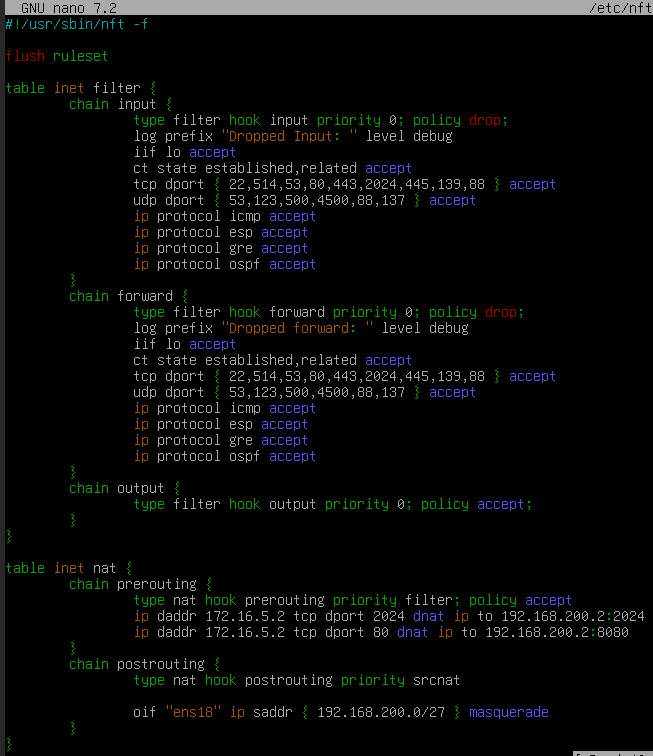 GNU nano 7.2 /etc/nft
#!/usr/sbin/nft -f
flush ruleset
table inet filter {
chain input {
type filter hook input priority 0; policy drop;
log prefix "Dropped Input: " level debug
iif lo accept
ct state established,related accept
tcp dport { 22,514,53,80,443,2024,445,139,88 } accept
udp dport { 53,123,500,4500,88,137 } accept
ip protocol icmp accept
ip protocol esp accept
ip protocol gre accept
ip protocol ospf accept
}
chain forward {
type filter hook forward priority 0; policy drop;
log prefix "Dropped forward: " level debug
iif lo accept
ct state established,related accept
tcp dport { 22,514,53,80,443,2024,445,139,88 } accept
udp dport { 53,123,500,4500,88,137 } accept
ip protocol icmp accept
ip protocol esp accept
ip protocol gre accept
ip protocol ospf accept
}
chain output {
type filter hook output priority 0; policy accept;
}
}
table inet nat {
chain prerouting {
type nat hook prerouting priority filter; policy accept
ip daddr 172.16.5.2 tcp dport 2024 dnat ip to 192.168.200.2:2024
ip daddr 172.16.5.2 tcp dport 80 dnat ip to 192.168.200.2:8080
}
chain postrouting {
type nat hook postrouting priority srcnat
oif "ens18" ip saddr { 192.168.200.0/27 } masquerade
}
}